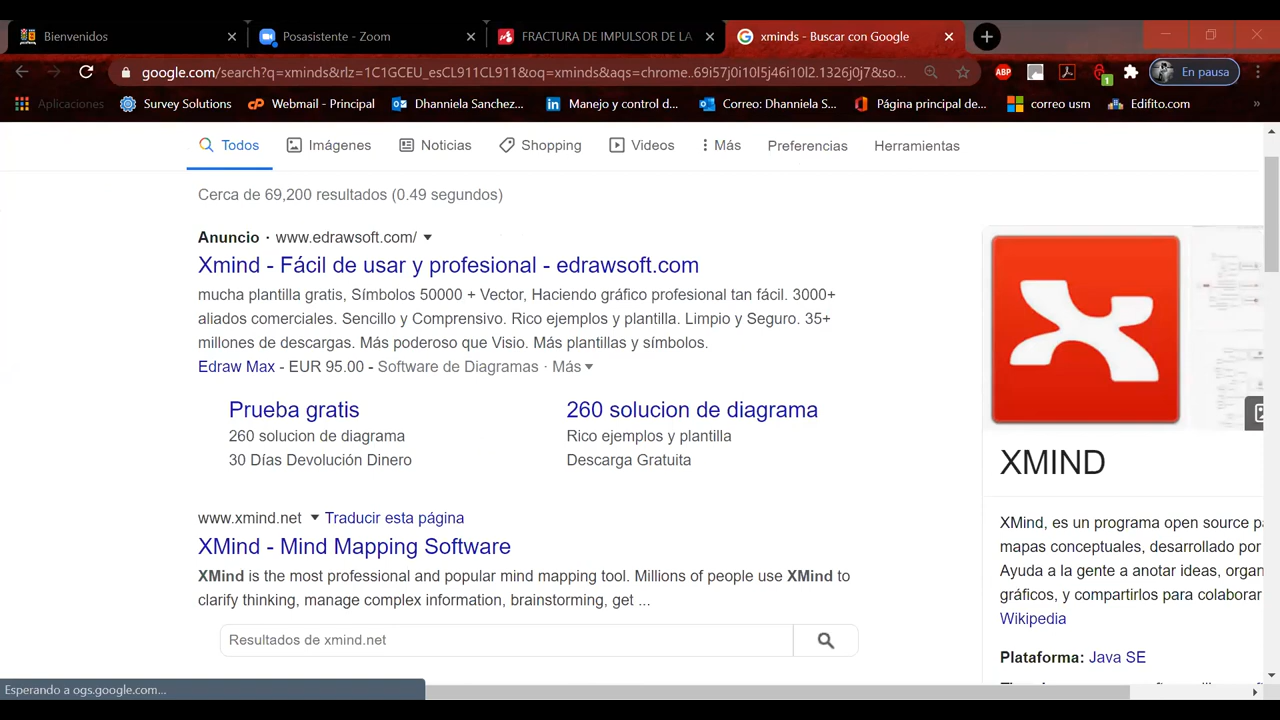 Bienvenidos
Posasistente - Zoom
FRACTURA DE IMPULSOR DE LA
xminds - Buscar con Google
google.com/search?q=xminds&rlz=1C1GCEU_esCL911CL911&oq=xminds&aqs=chrome..69i57j0i10l5j46i10l2.1326j0j7&so...
ABP
1
En pausa
Aplicaciones
Survey Solutions
Webmail - Principal
Dhanniela Sanchez...
Manejo y control d...
Correo: Dhanniela S...
Página principal de...
correo usm
Edifito.com
»
Todos
Imágenes
Noticias
Shopping
Videos
Más
Preferencias
Herramientas
Cerca de 69,200 resultados (0.49 segundos)
Anuncio · www.edrawsoft.com/
Xmind - Fácil de usar y profesional - edrawsoft.com
mucha plantilla gratis, Símbolos 50000 + Vector, Haciendo gráfico profesional tan fácil. 3000+
aliados comerciales. Sencillo y Comprensivo. Rico ejemplos y plantilla. Limpio y Seguro. 35+
millones de descargas. Más poderoso que Visio. Más plantillas y símbolos.
Edraw Max - EUR 95.00 - Software de Diagramas · Más
Prueba gratis
260 solucion de diagrama
30 Días Devolución Dinero
260 solucion de diagrama
Rico ejemplos y plantilla
Descarga Gratuita
www.xmind.net
Traducir esta página
XMind - Mind Mapping Software
XMind is the most professional and popular mind mapping tool. Millions of people use XMind to
clarify thinking, manage complex information, brainstorming, get ...
Resultados de xmind.net
XMIND
XMind, es un programa open source pa
mapas conceptuales, desarrollado por
Ayuda a la gente a anotar ideas, organ
gráficos, y compartirlos para colaborar
Wikipedia
Plataforma: Java SE
Esperando a ogs.google.com...